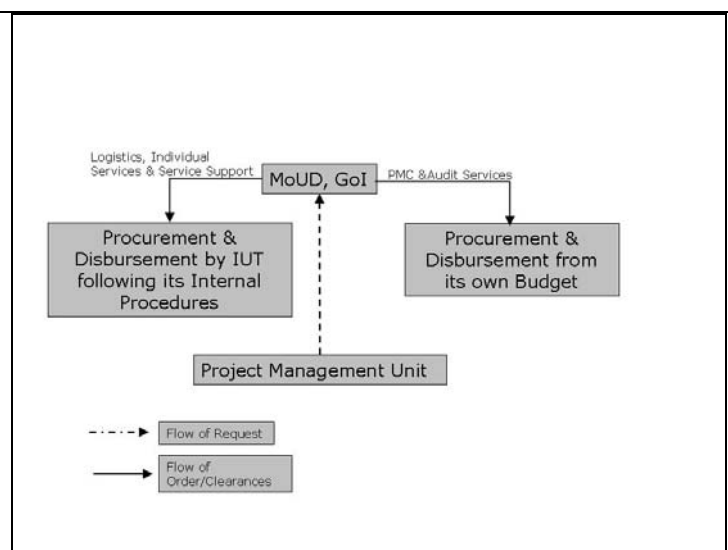 Logistics, Individual
Services & Service Support
MoUD, GoI
PMC &Audit Services
Procurement &
Disbursement by IUT
following its Internal
Procedures
Procurement &
Disbursement from
its own Budget
Project Management Unit
Flow of Request
Flow of
Order/Clearances